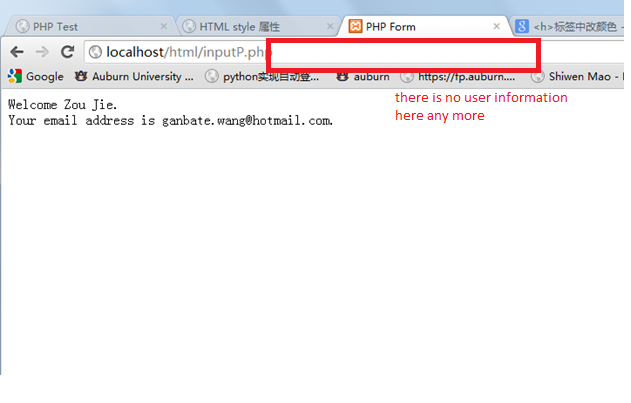 PHP Test
HTML style 属性
PHP Form
<h>标签中改颜色 -
localhost/html/inputP.php
Google
Auburn University ...
python实现自动登...
auburn
https://fp.auburn....
Shiwen Mao -
there is no user information
here any more
Welcome Zou Jie.
Your email address is ganbate.wang@hotmail.com.